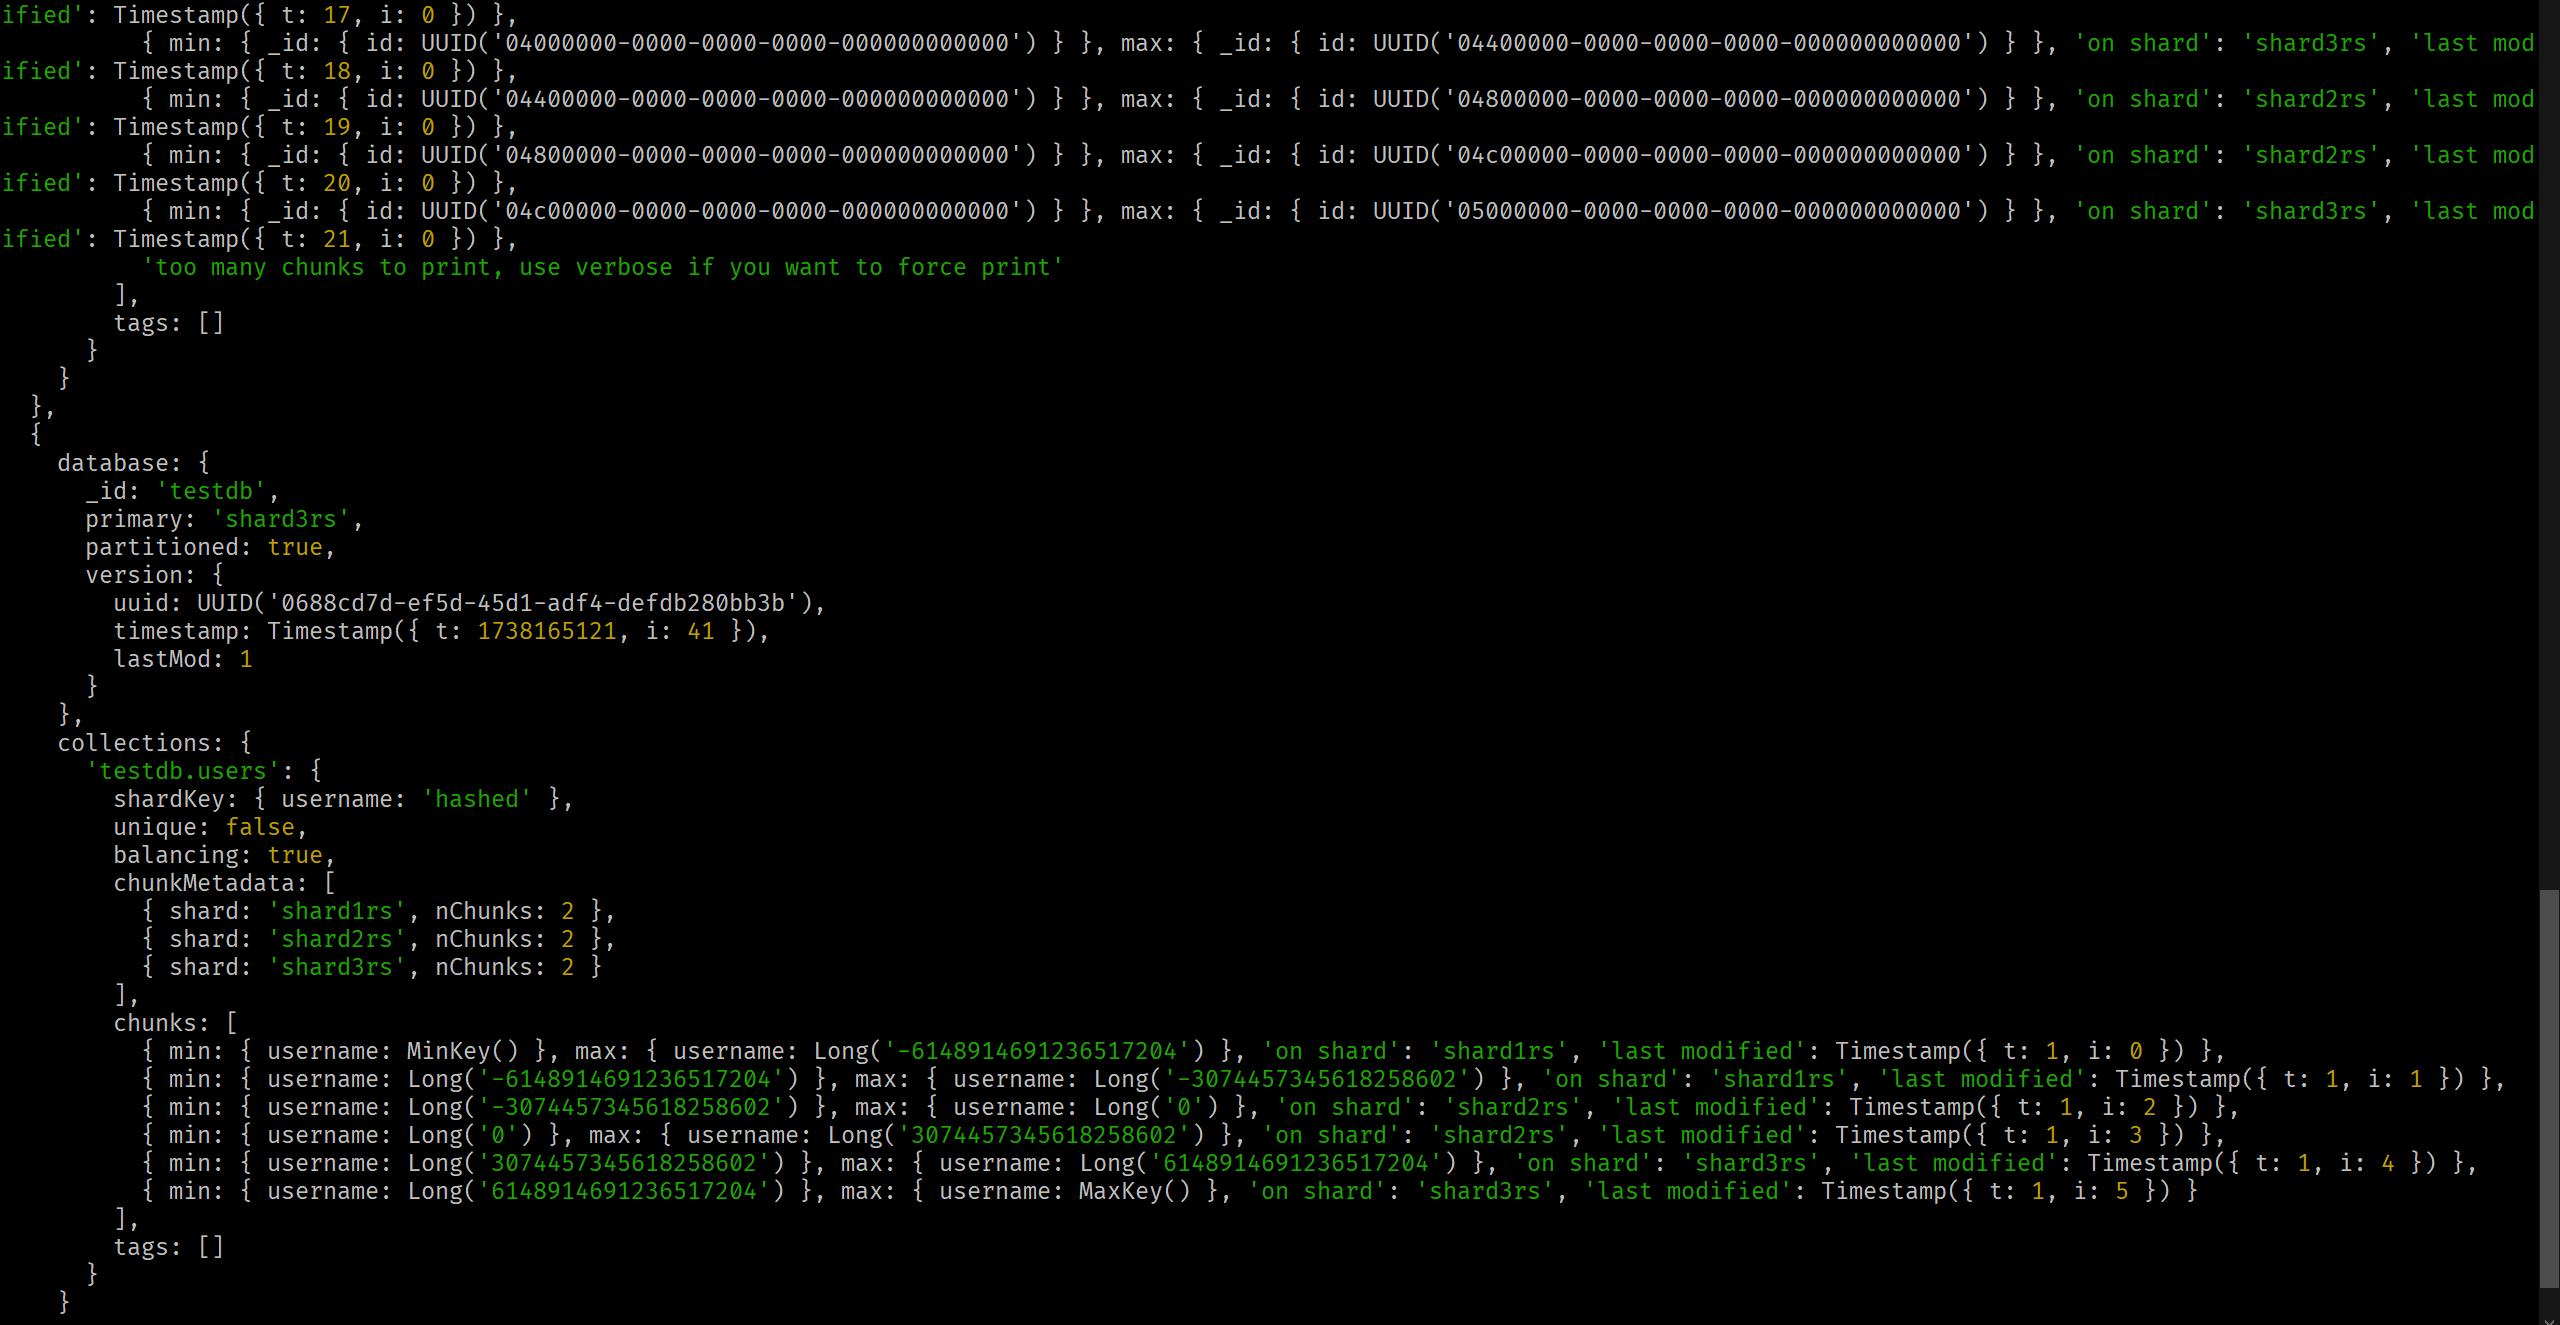 ified': Timestamp({ t: 17, i: 0 }) },
{ min: { _id: { id: UUID('04000000-0000-0000-0000-000000000000') } }, max: { _id: { id: UUID('04400000-0000-0000-0000-000000000000') } }, 'on shard': 'shard3rs', 'last mod
ified': Timestamp({ t: 18, i: 0 }) },
{ min: { _id: { id: UUID('04400000-0000-0000-0000-000000000000') } }, max: { _id: { id: UUID('04800000-0000-0000-0000-000000000000') } }, 'on shard': 'shard2rs', 'last mod
ified': Timestamp({ t: 19, i: 0 }) },
{ min: { _id: { id: UUID('04800000-0000-0000-0000-000000000000') } }, max: { _id: { id: UUID('04c00000-0000-0000-0000-000000000000') } }, 'on shard': 'shard2rs', 'last mod
ified': Timestamp({ t: 20, i: 0 }) },
{ min: { _id: { id: UUID('04c00000-0000-0000-0000-000000000000') } }, max: { _id: { id: UUID('05000000-0000-0000-0000-000000000000') } }, 'on shard': 'shard3rs', 'last mod
ified': Timestamp({ t: 21, i: 0 }) },
'too many chunks to print, use verbose if you want to force print'
],
tags: []
}
}
},
{
database: {
_id: 'testdb',
primary: 'shard3rs',
partitioned: true,
version: {
uuid: UUID('0688cd7d-ef5d-45d1-adf4-defdb280bb3b'),
timestamp: Timestamp({ t: 1738165121, i: 41 }),
lastMod: 1
}
},
collections: {
'testdb.users': {
shardKey: { username: 'hashed' },
unique: false,
balancing: true,
chunkMetadata: [
{ shard: 'shard1rs', nChunks: 2 },
{ shard: 'shard2rs', nChunks: 2 },
{ shard: 'shard3rs', nChunks: 2 }
],
chunks: [
{ min: { username: MinKey() }, max: { username: Long('-6148914691236517204') }, 'on shard': 'shard1rs', 'last modified': Timestamp({ t: 1, i: 0 }) },
{ min: { username: Long('-6148914691236517204') }, max: { username: Long('-3074457345618258602') }, 'on shard': 'shard1rs', 'last modified': Timestamp({ t: 1, i: 1 }) },
{ min: { username: Long('-3074457345618258602') }, max: { username: Long('0') }, 'on shard': 'shard2rs', 'last modified': Timestamp({ t: 1, i: 2 }) },
{ min: { username: Long('0') }, max: { username: Long('3074457345618258602') }, 'on shard': 'shard2rs', 'last modified': Timestamp({ t: 1, i: 3 }) },
{ min: { username: Long('3074457345618258602') }, max: { username: Long('6148914691236517204') }, 'on shard': 'shard3rs', 'last modified': Timestamp({ t: 1, i: 4 }) },
{ min: { username: Long('6148914691236517204') }, max: { username: MaxKey() }, 'on shard': 'shard3rs', 'last modified': Timestamp({ t: 1, i: 5 }) }
],
tags: []
}
}